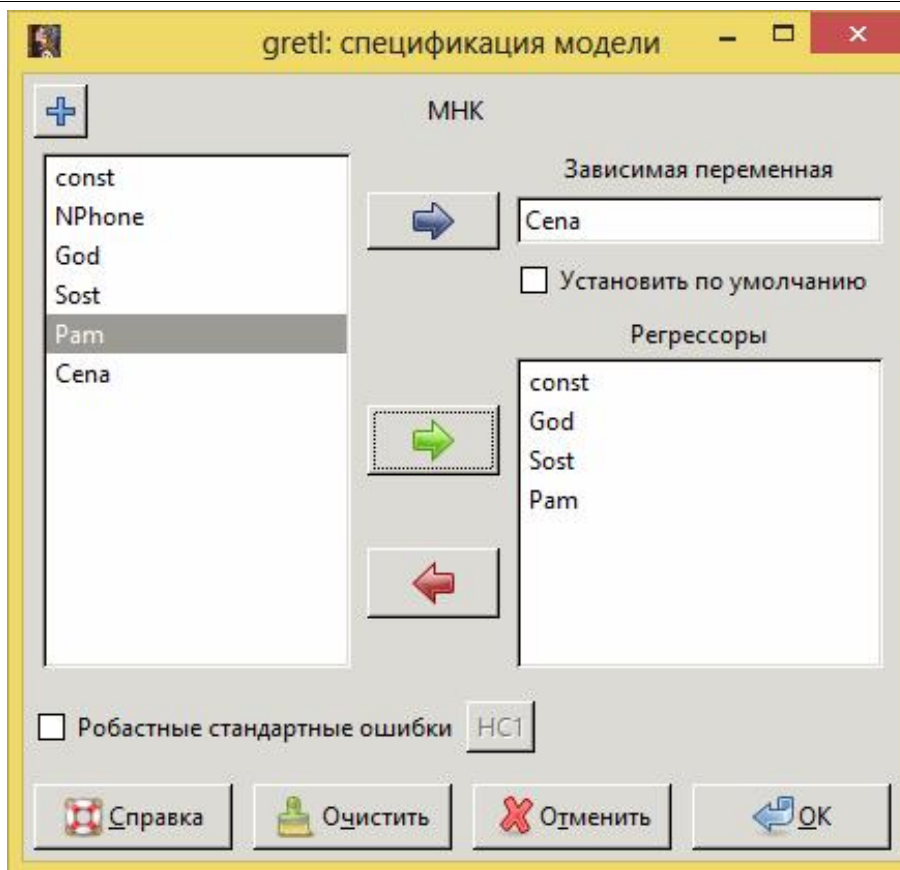 gretl: спецификация модели
МНК
const
NPhone
God
Sost
Pam
Cena
Зависимая переменная
Cena
Установить по умолчанию
Регрессоры
const
God
Sost
Pam
Робастные стандартные ошибки HC1
Справка Очистить Отменить OK